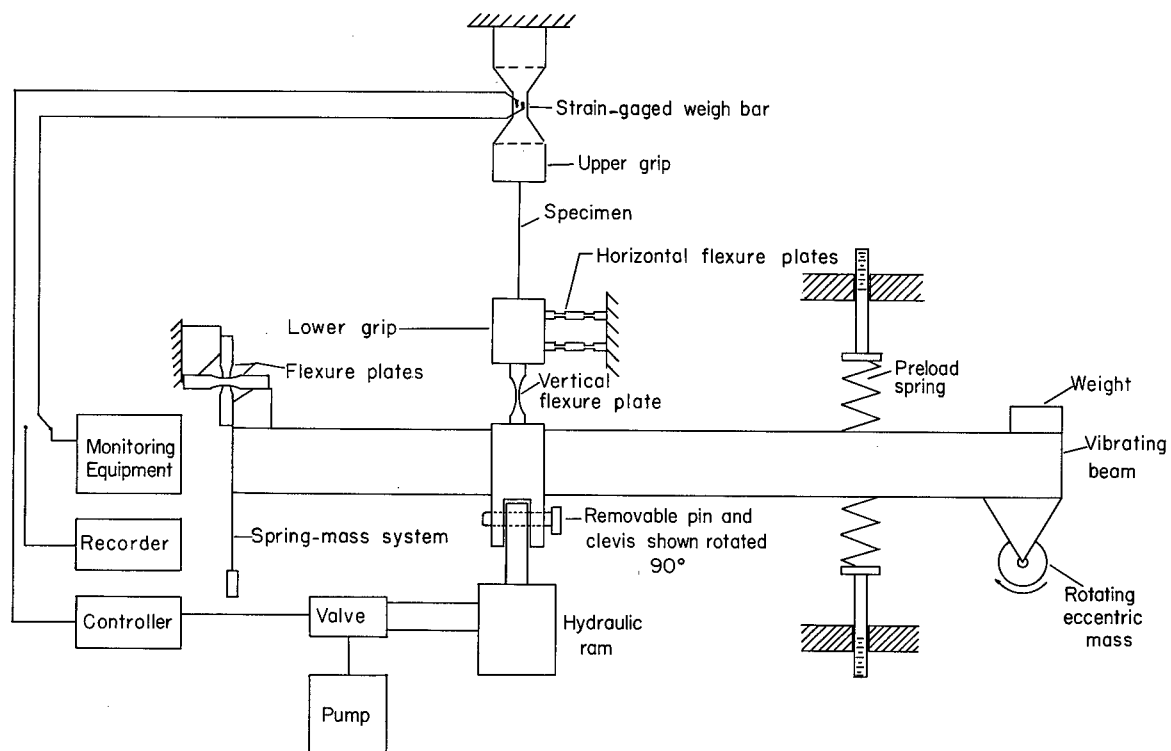 Strain-gaged weigh bar
Upper grip
Specimen
Horizontal flexure plates
Lower grip
Flexure plates
Vertical
flexure plate
Preload
spring
Weight
Monitoring
Equipment
Vibrating
beam
Recorder
Spring-mass system
Removable pin and
clevis shown rotated
90°
Controller
Valve
Hydraulic
ram
Rotating
eccentric
mass
Pump